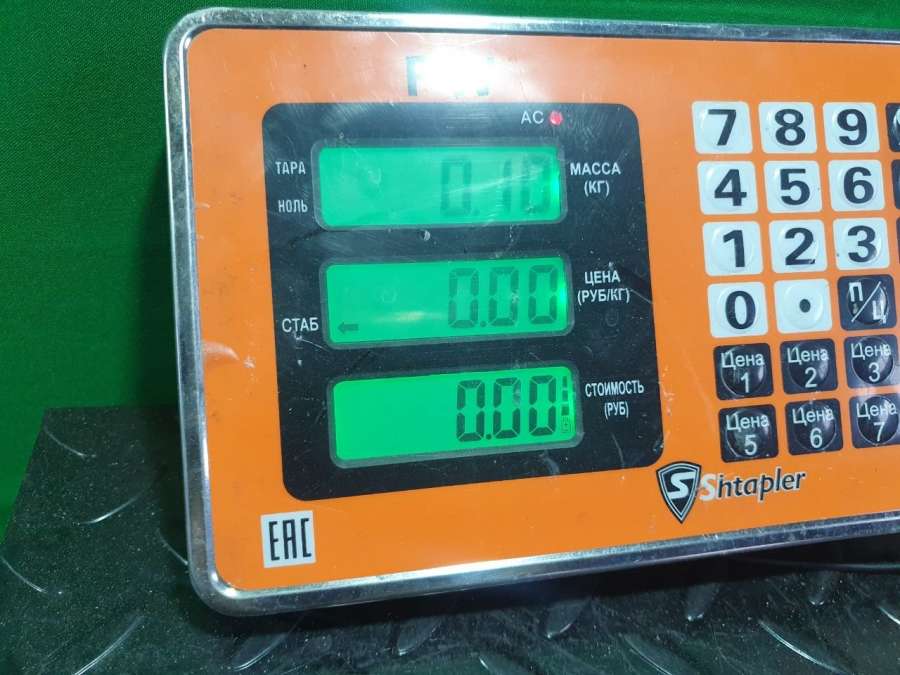 AC
ТАРА
НОЛЬ
0.10
МАССА
(КГ)
СТАБ
0.00
ЦЕНА
(РУБ/КГ)
0.00
СТОИМОСТЬ
(РУБ)
7 8 9
4 5 6
1 2 3
0 . П/Ц
Цена 1 Цена 2 Цена 3
Цена 5 Цена 6 Цена 7
S Shtapler
EAC